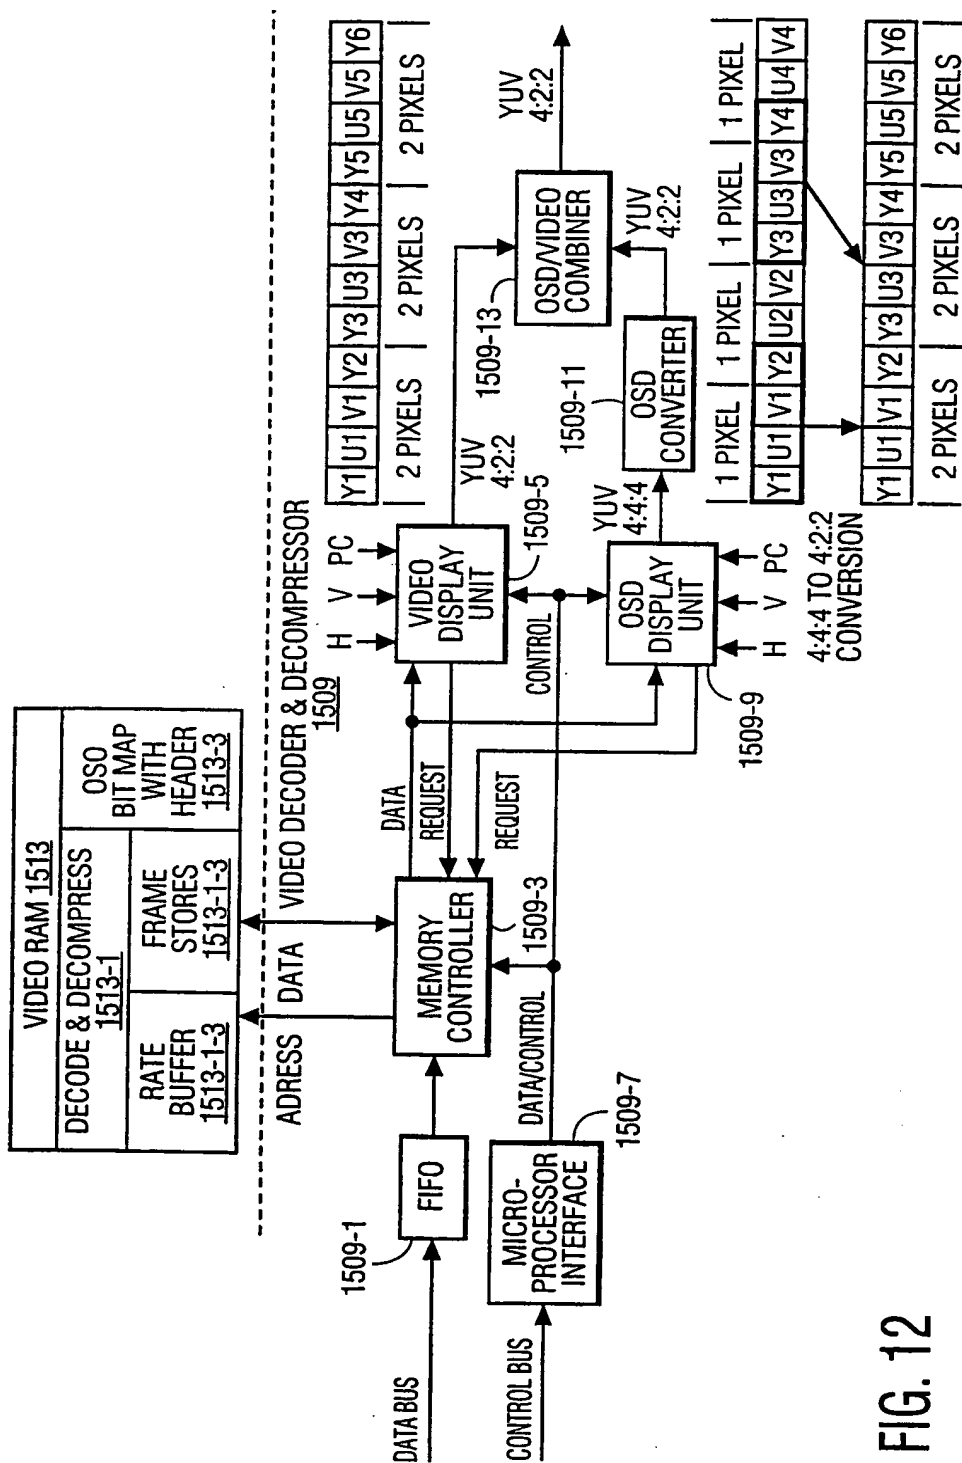 VIDEO RAM 1513
DECODE & DECOMPRESS
1513-1
OSO
BIT MAP
WITH
HEADER
1513-3
RATE
BUFFER
1513-1-3
FRAME
STORES
1513-1-3
ADRESS
DATA
VIDEO DECODER & DECOMPRESSOR
1509
DATA BUS
1509-1
FIFO
MEMORY
CONTROLLER
1509-3
DATA
REQUEST
REQUEST
H
V
PC
VIDEO
DISPLAY
UNIT
1509-5
YUV
4:2:2
Y1 U1 V1 Y2 Y3 U3 V3 Y4 Y5 U5 V5 Y6
2 PIXELS
2 PIXELS
2 PIXELS
1509-13
OSD/VIDEO
COMBINER
YUV
4:2:2
CONTROL BUS
MICRO-
PROCESSOR
INTERFACE
1509-7
DATA/CONTROL
CONTROL
OSD
DISPLAY
UNIT
1509-9
H
V
PC
YUV
4:4:4
1509-11
OSD
CONVERTER
YUV
4:2:2
4:4:4 TO 4:2:2
CONVERSION
1 PIXEL
1 PIXEL
1 PIXEL
1 PIXEL
Y1 U1 V1 Y2 U2 V2 Y3 U3 V3 Y4 U4 V4
Y1 U1 V1 Y2 Y3 U3 V3 Y4 Y5 U5 V5 Y6
2 PIXELS
2 PIXELS
2 PIXELS
FIG. 12